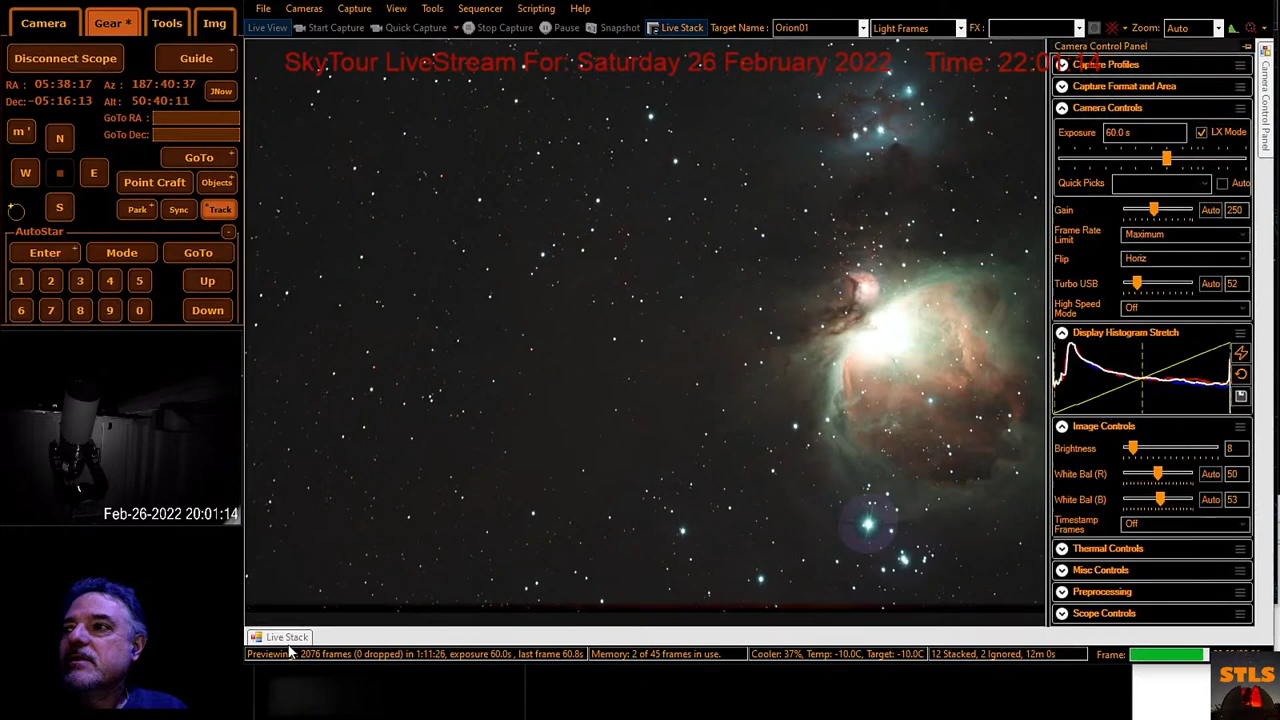 Camera Gear * Tools Img
Disconnect Scope Guide
RA : 05:38:17 Az : 187:40:37 JNow
Dec: -05:16:13 Alt: 50:40:11
GoTo RA :
GoTo Dec:
m ' N GoTo
W E Point Craft Objects
S Park Sync Track
AutoStar -
Enter Mode GoTo
1 2 3 4 5 Up
6 7 8 9 0 Down
Feb-26-2022 20:01:14
File Cameras Capture View Tools Sequencer Scripting Help
Live View Start Capture Quick Capture Stop Capture Pause Snapshot Live Stack Target Name: Orion01 Light Frames FX : Zoom: Auto
SkyTour LiveStream For: Saturday 26 February 2022 Time: 22:01:14
Camera Control Panel
Capture Profiles
Capture Format and Area
Camera Controls
Exposure 60.0 s LX Mode
Quick Picks Auto
Gain Auto 250
Frame Rate Limit Maximum
Flip Horiz
Turbo USB Auto 52
High Speed Mode Off
Display Histogram Stretch
Image Controls
Brightness 8
White Bal (R) Auto 50
White Bal (B) Auto 53
Timestamp Frames Off
Thermal Controls
Misc Controls
Preprocessing
Scope Controls
Camera Control Panel
Live Stack
2076 frames (0 dropped) in 1:11:26, exposure 60.0s , last frame 60.8s Memory: 2 of 45 frames in use. Cooler: 37%, Temp: -10.0C, Target: -10.0C 12 Stacked, 2 Ignored, 12m 0s Frame:
STLS